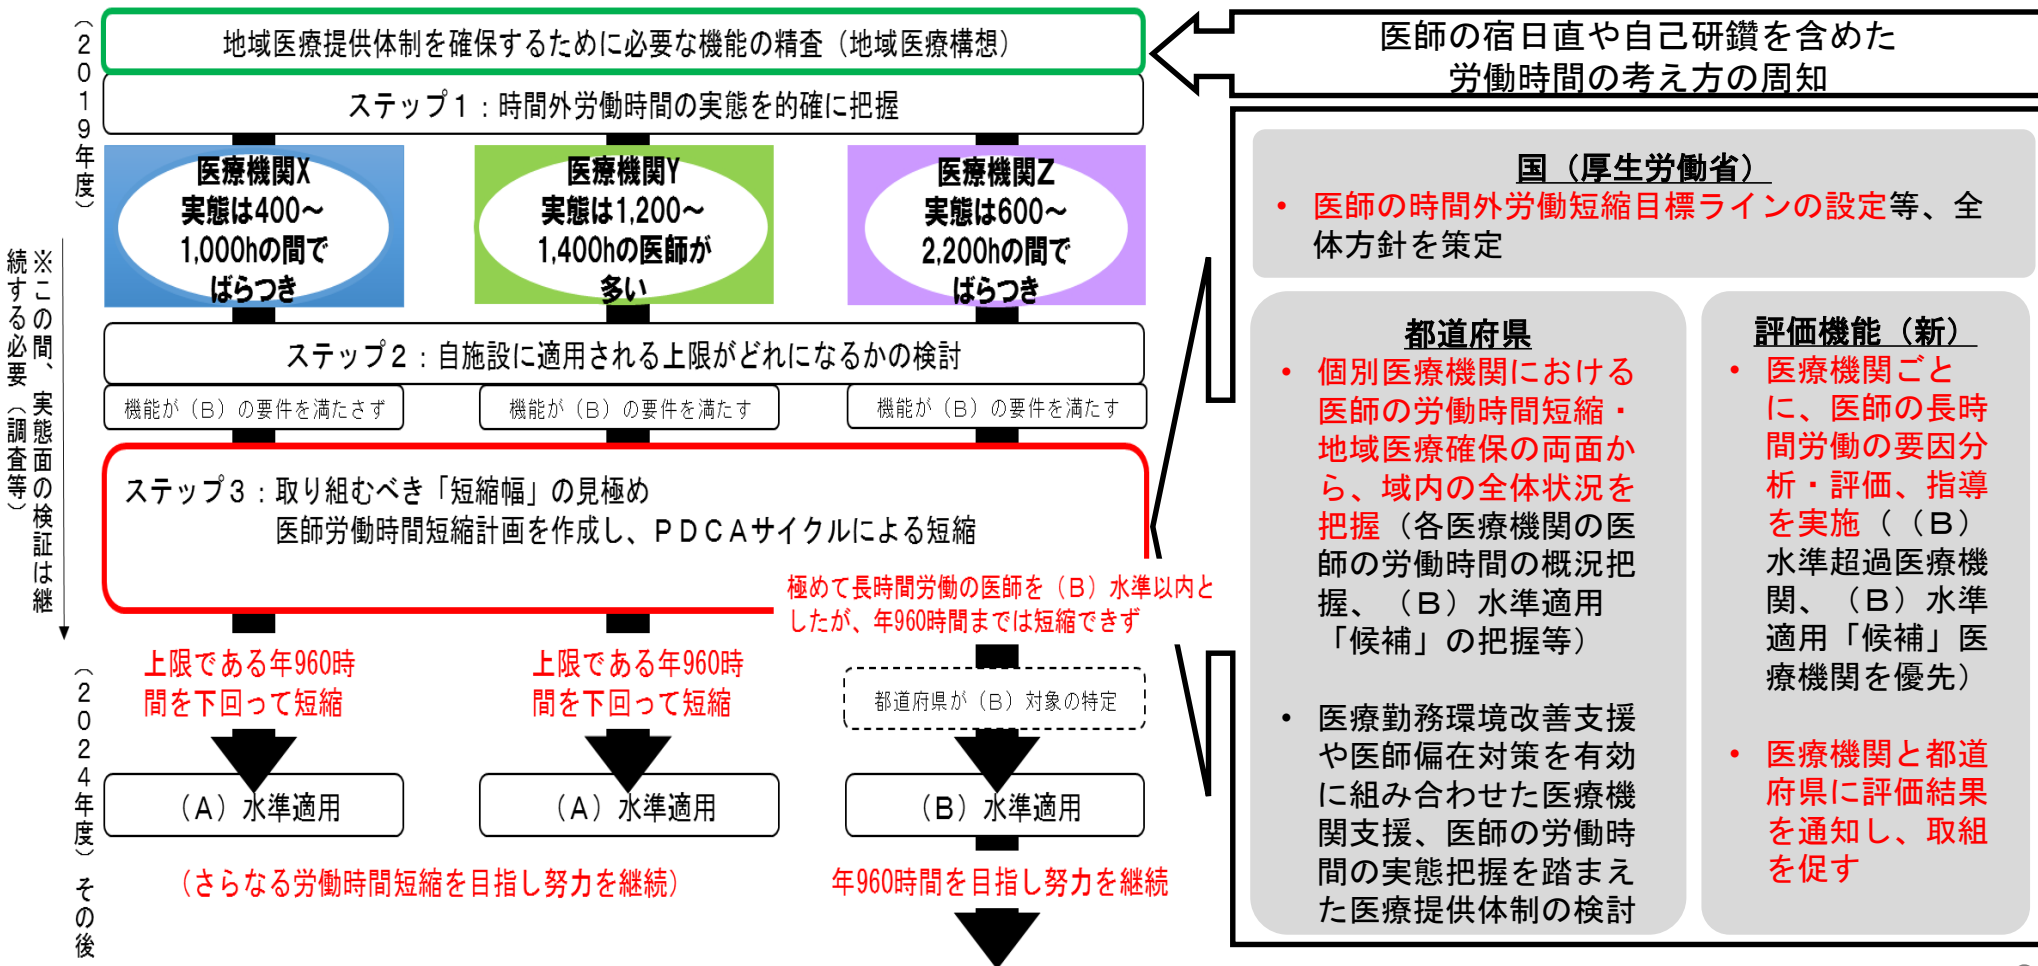 （2019年度）
地域医療提供体制を確保するために必要な機能の精査（地域医療構想）
ステップ１：時間外労働時間の実態を的確に把握
医療機関X
実態は400～
1,000hの間で
ばらつき
医療機関Y
実態は1,200～
1,400hの医師が
多い
医療機関Z
実態は600～
2,200hの間で
ばらつき
※この間、実態面の検証は継
続する必要（調査等）
ステップ２：自施設に適用される上限がどれになるかの検討
機能が（B）の要件を満たさず
機能が（B）の要件を満たす
機能が（B）の要件を満たす
ステップ３：取り組むべき「短縮幅」の見極め
医師労働時間短縮計画を作成し、ＰＤＣＡサイクルによる短縮
極めて長時間労働の医師を（B）水準以内と
したが、年960時間までは短縮できず
上限である年960時
間を下回って短縮
上限である年960時
間を下回って短縮
都道府県が（B）対象の特定
（2024年度）その後
（A）水準適用
（A）水準適用
（B）水準適用
（さらなる労働時間短縮を目指し努力を継続）
年960時間を目指し努力を継続
医師の宿日直や自己研鑽を含めた
労働時間の考え方の周知
国（厚生労働省）
• 医師の時間外労働短縮目標ラインの設定等、全
体方針を策定
都道府県
• 個別医療機関における
医師の労働時間短縮・
地域医療確保の両面か
ら、域内の全体状況を
把握（各医療機関の医
師の労働時間の概況把
握、（B）水準適用
「候補」の把握等）
• 医療勤務環境改善支援
や医師偏在対策を有効
に組み合わせた医療機
関支援、医師の労働時
間の実態把握を踏まえ
た医療提供体制の検討
評価機能（新）
• 医療機関ごと
に、医師の長時
間労働の要因分
析・評価、指導
を実施（（B）
水準超過医療機
関、（B）水準
適用「候補」医
療機関を優先）
• 医療機関と都道
府県に評価結果
を通知し、取組
を促す